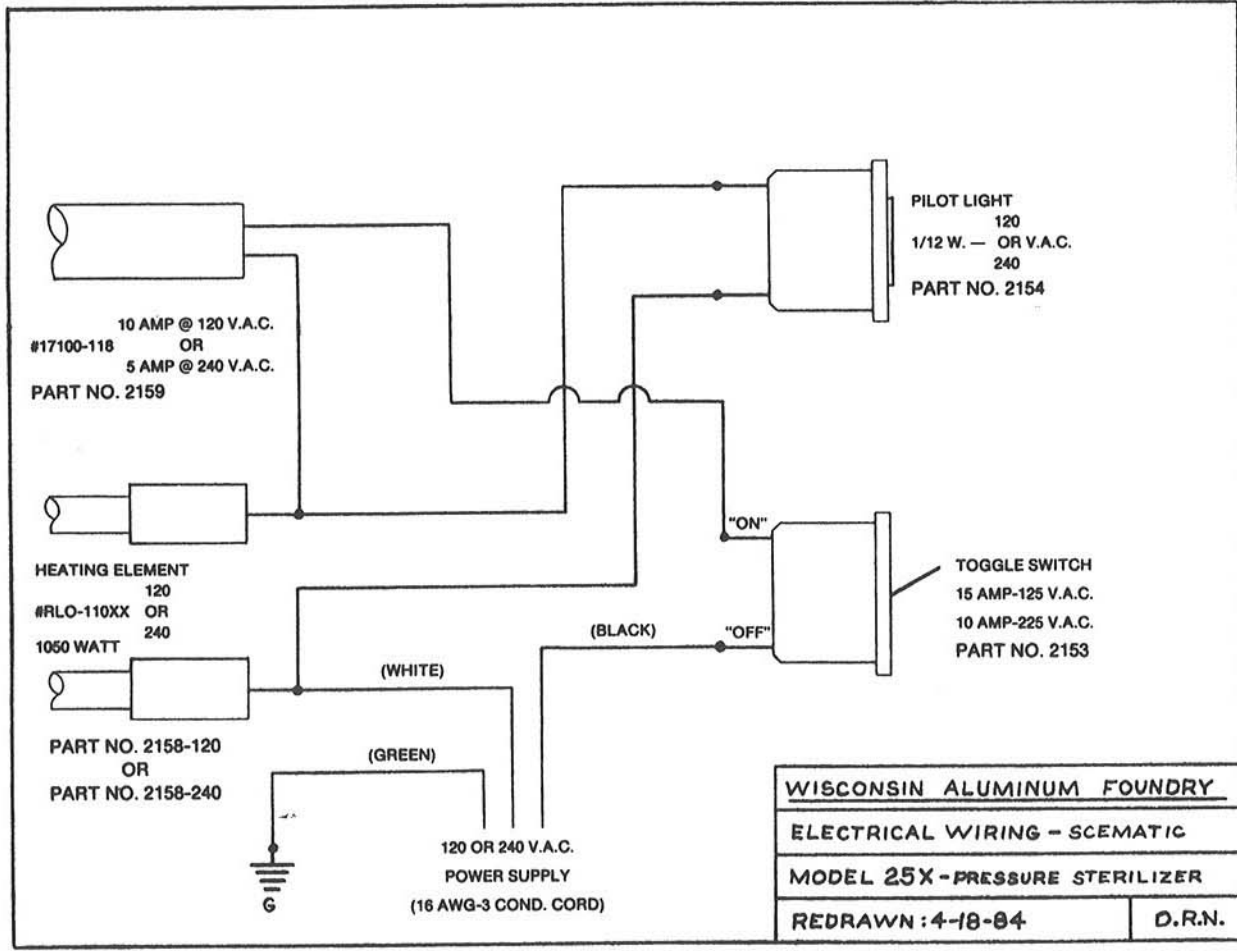 PILOT LIGHT
120
1/12 W. — OR V.A.C.
240
PART NO. 2154
10 AMP @ 120 V.A.C.
#17100-118 OR
5 AMP @ 240 V.A.C.
PART NO. 2159
"ON"
TOGGLE SWITCH
15 AMP-125 V.A.C.
10 AMP-225 V.A.C.
PART NO. 2153
"OFF"
(BLACK)
HEATING ELEMENT
120
#RLO-110XX OR
240
1050 WATT
(WHITE)
PART NO. 2158-120
OR
PART NO. 2158-240
(GREEN)
G
120 OR 240 V.A.C.
POWER SUPPLY
(16 AWG-3 COND. CORD)
WISCONSIN ALUMINUM FOUNDRY
ELECTRICAL WIRING - SCEMATIC
MODEL 25X - PRESSURE STERILIZER
REDRAWN : 4-18-84 D.R.N.